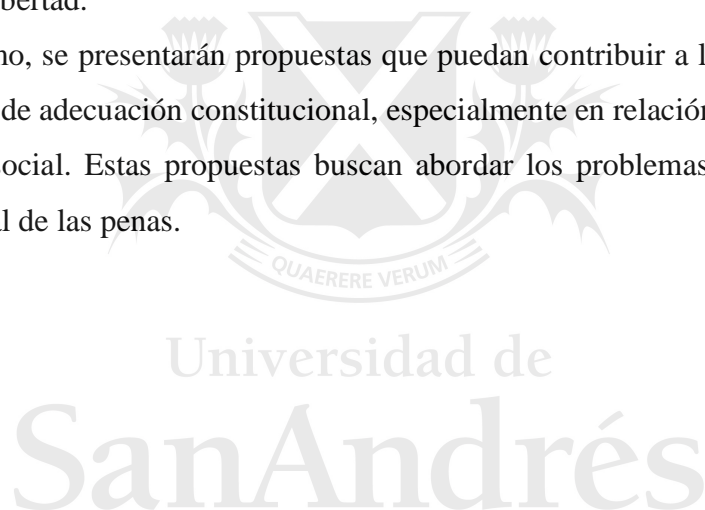 bertad.
no, se presentarán propuestas que puedan contribuir a l
de adecuación constitucional, especialmente en relación
ocial. Estas propuestas buscan abordar los problemas
al de las penas.
QUAERERE VERUM
Universidad de
SanAndrés